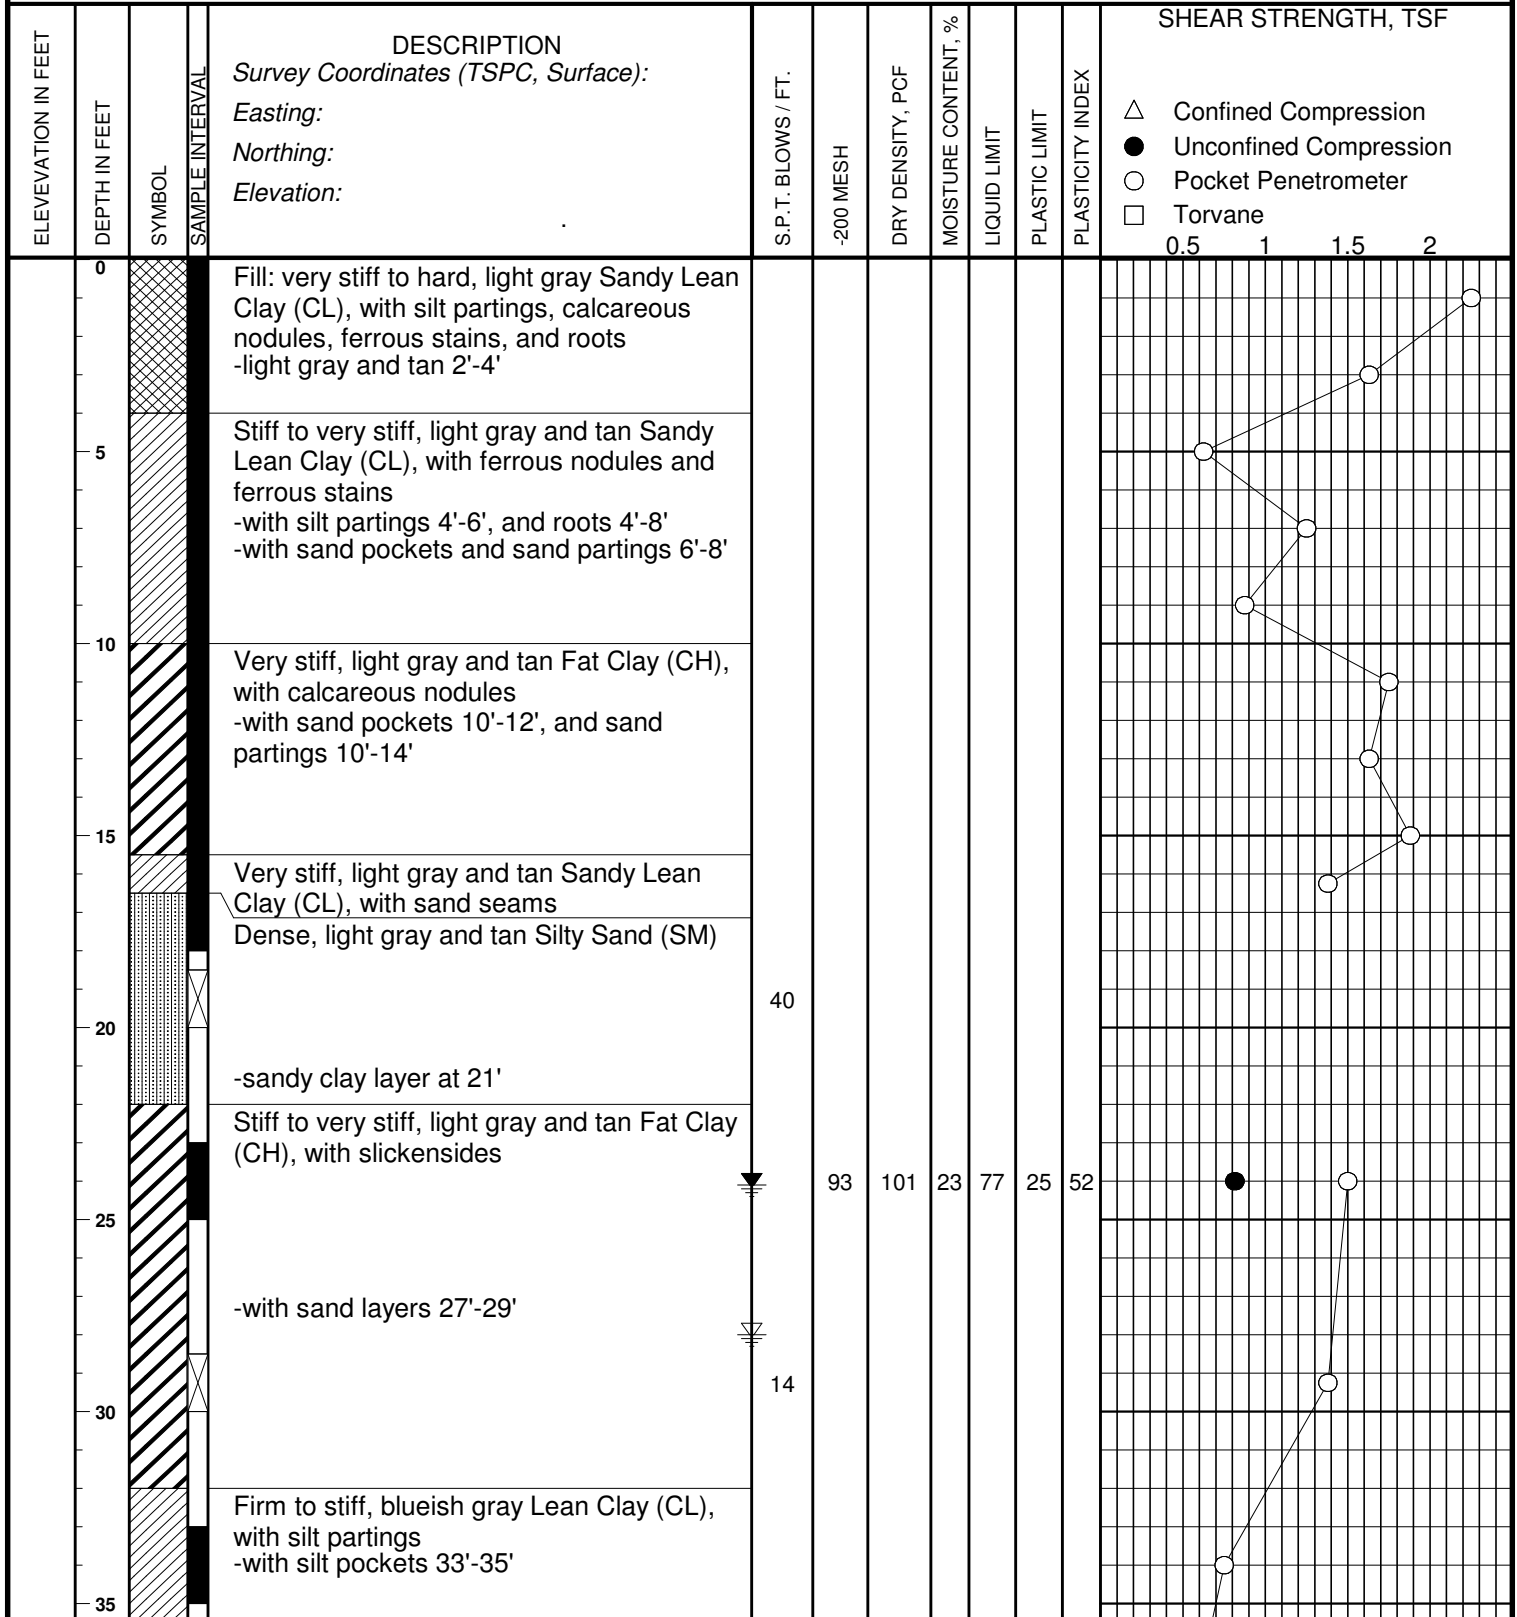 ELEVEVATION IN FEET
DEPTH IN FEET
SYMBOL
SAMPLE INTERVAL
DESCRIPTION
Survey Coordinates (TSPC, Surface):
Easting:
Northing:
Elevation:
.
S.P.T. BLOWS / FT.
-200 MESH
DRY DENSITY, PCF
MOISTURE CONTENT, %
LIQUID LIMIT
PLASTIC LIMIT
PLASTICITY INDEX
SHEAR STRENGTH, TSF
Confined Compression
Unconfined Compression
Pocket Penetrometer
Torvane
0.5 1 1.5 2
0
Fill: very stiff to hard, light gray Sandy Lean
Clay (CL), with silt partings, calcareous
nodules, ferrous stains, and roots
-light gray and tan 2'-4'
Stiff to very stiff, light gray and tan Sandy
5
Lean Clay (CL), with ferrous nodules and
ferrous stains
-with silt partings 4'-6', and roots 4'-8'
-with sand pockets and sand partings 6'-8'
10
Very stiff, light gray and tan Fat Clay (CH),
with calcareous nodules
-with sand pockets 10'-12', and sand
partings 10'-14'
15
Very stiff, light gray and tan Sandy Lean
Clay (CL), with sand seams
Dense, light gray and tan Silty Sand (SM)
40
20
-sandy clay layer at 21'
Stiff to very stiff, light gray and tan Fat Clay
(CH), with slickensides
93 101 23 77 25 52
25
-with sand layers 27'-29'
14
30
Firm to stiff, blueish gray Lean Clay (CL),
with silt partings
-with silt pockets 33'-35'
35